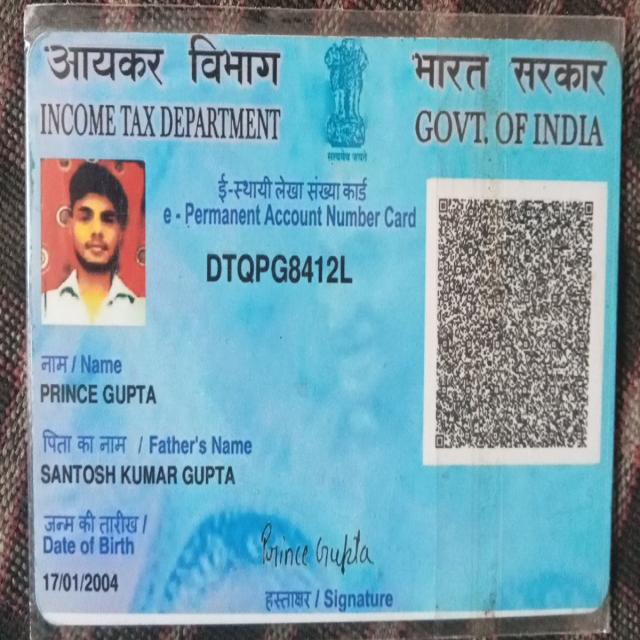 आयकर विभाग
INCOME TAX DEPARTMENT
सत्यमेव जयते
भारत सरकार
GOVT. OF INDIA
ई-स्थायी लेखा संख्या कार्ड
e - Permanent Account Number Card
DTQPG8412L
नाम / Name
PRINCE GUPTA
पिता का नाम / Father's Name
SANTOSH KUMAR GUPTA
जन्म की तारीख /
Date of Birth
17/01/2004
Prince Gupta
हस्ताक्षर / Signature